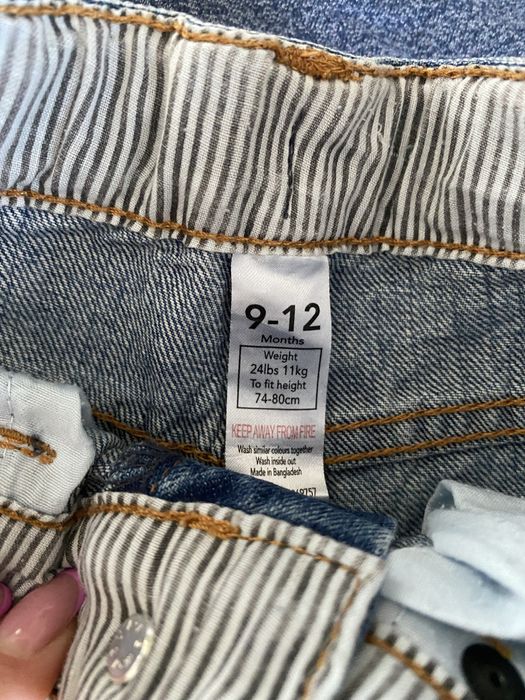 9-12
Months
Weight
24lbs 11kg
To fit height
74-80cm
KEEP AWAY FROM FIRE
Wash similar colours together
Wash inside out
Made in Bangladesh